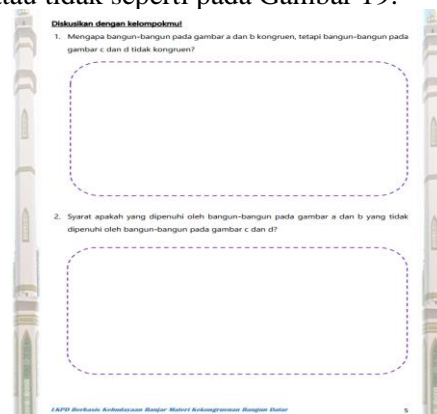 atau tidak seperti pada Gambar 19.
Diskusikan dengan kelompokmu!
1. Mengapa bangun-bangun pada gambar a dan b kongruen, tetapi bangun-bangun pada
gambar c dan d tidak kongruen?
2. Syarat apakah yang dipenuhi oleh bangun-bangun pada gambar a dan b yang tidak
dipenuhi oleh bangun-bangun pada gambar c dan d?
LKPD Berbasis Kebudayaan Banjar Materi Kekongruenan Bangun Datar
5